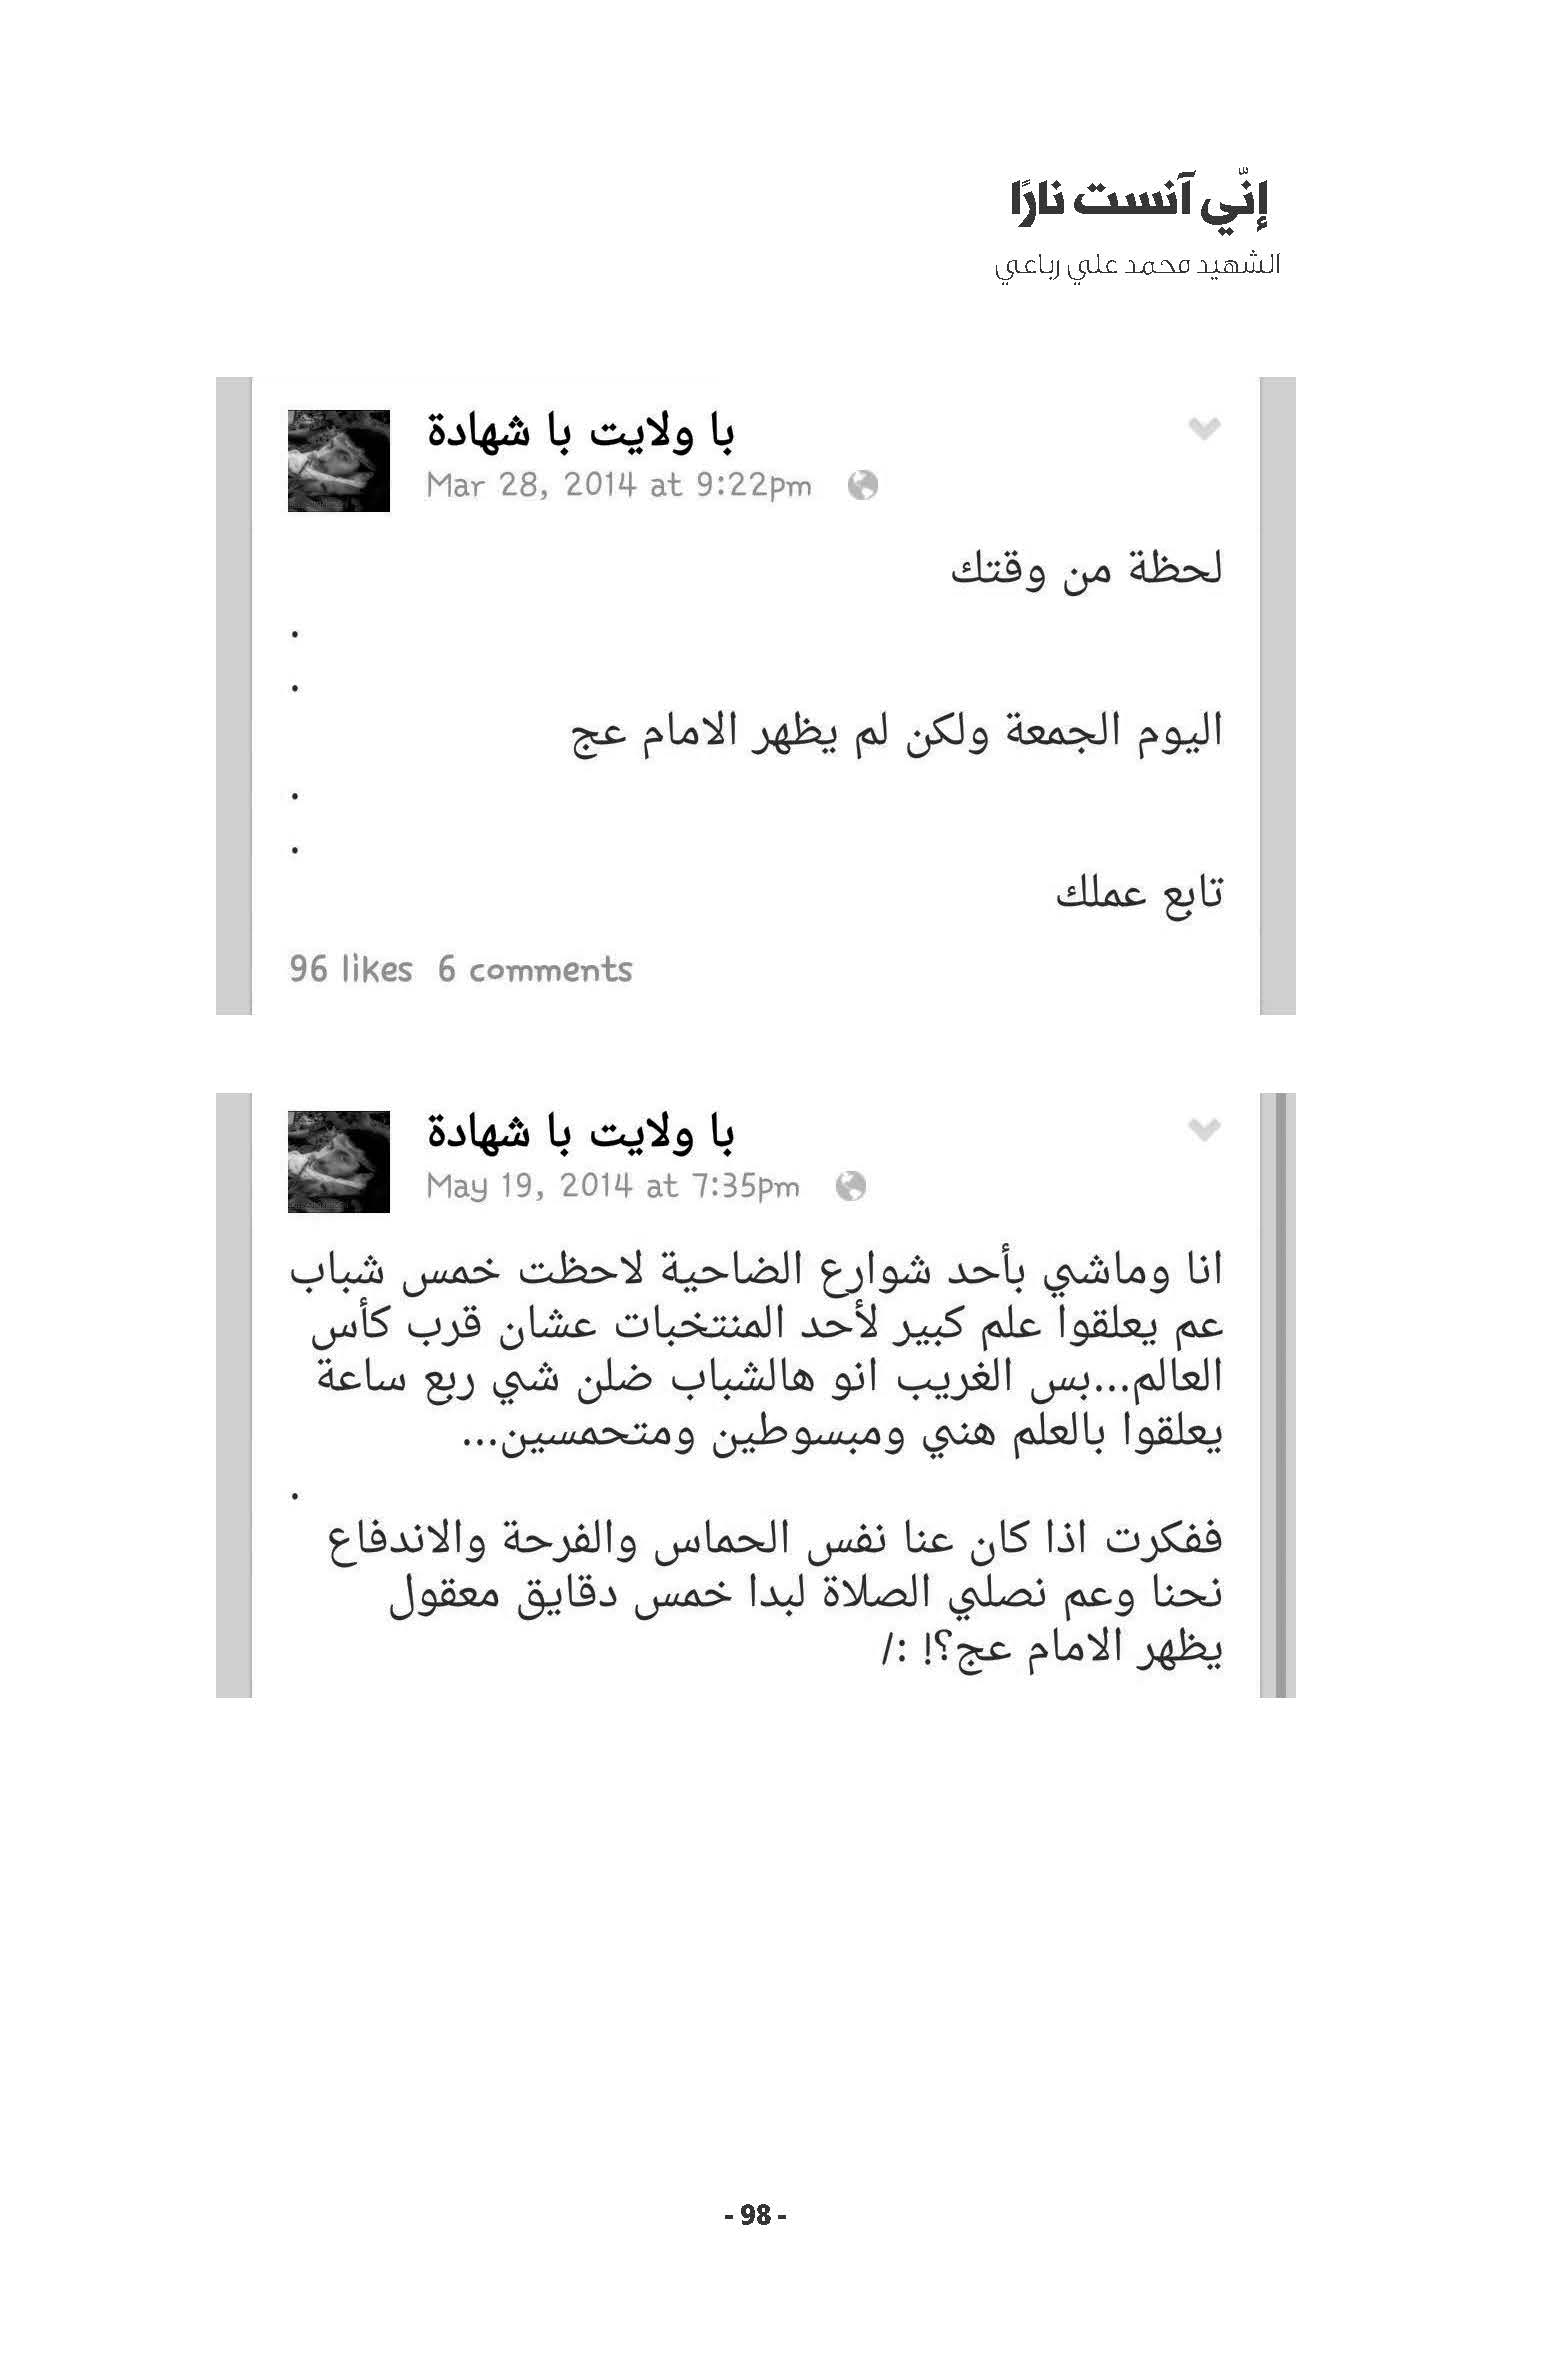 إنّي آنست نارًا
الشهيد محمد علي رباعي
با ولايت با شهادة
Mar 28, 2014 at 9:22pm
لحظة من وقتك
.
.
اليوم الجمعة ولكن لم يظهر الامام عج
.
.
تابع عملك
96 likes 6 comments
با ولايت با شهادة
May 19, 2014 at 7:35pm
انا وماشي بأحد شوارع الضاحية لاحظت خمس شباب
عم يعلقوا علم كبير لأحد المنتخبات عشان قرب كأس
العالم...بس الغريب انو هالشباب ضلن شي ربع ساعة
يعلقوا بالعلم هني ومبسوطين ومتحمسين...
.
ففكرت اذا كان عنا نفس الحماس والفرحة والاندفاع
نحنا وعم نصلي الصلاة لبدا خمس دقايق معقول
يظهر الامام عج؟! :/
- 98 -